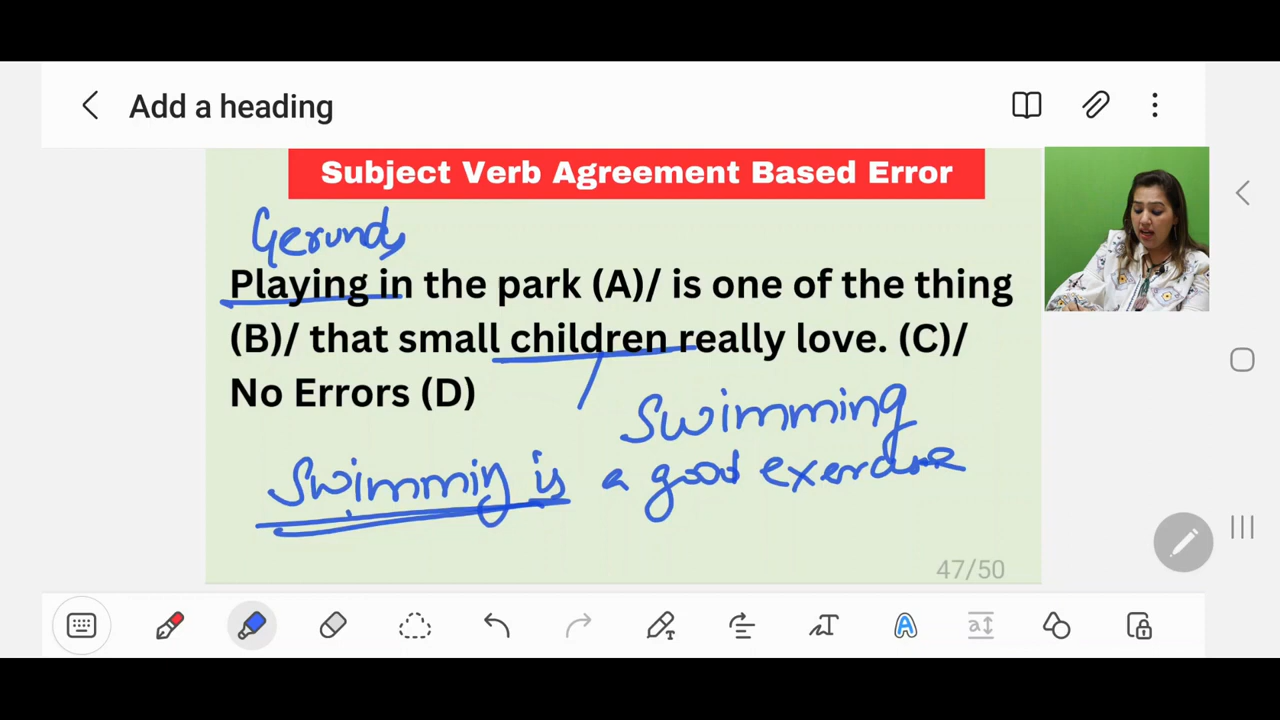 Add a heading
Subject Verb Agreement Based Error
Gerund,
Playing in the park (A)/ is one of the thing
(B)/ that small children really love. (C)/
No Errors (D)
Swimming
Swimming is a good exercise
47/50